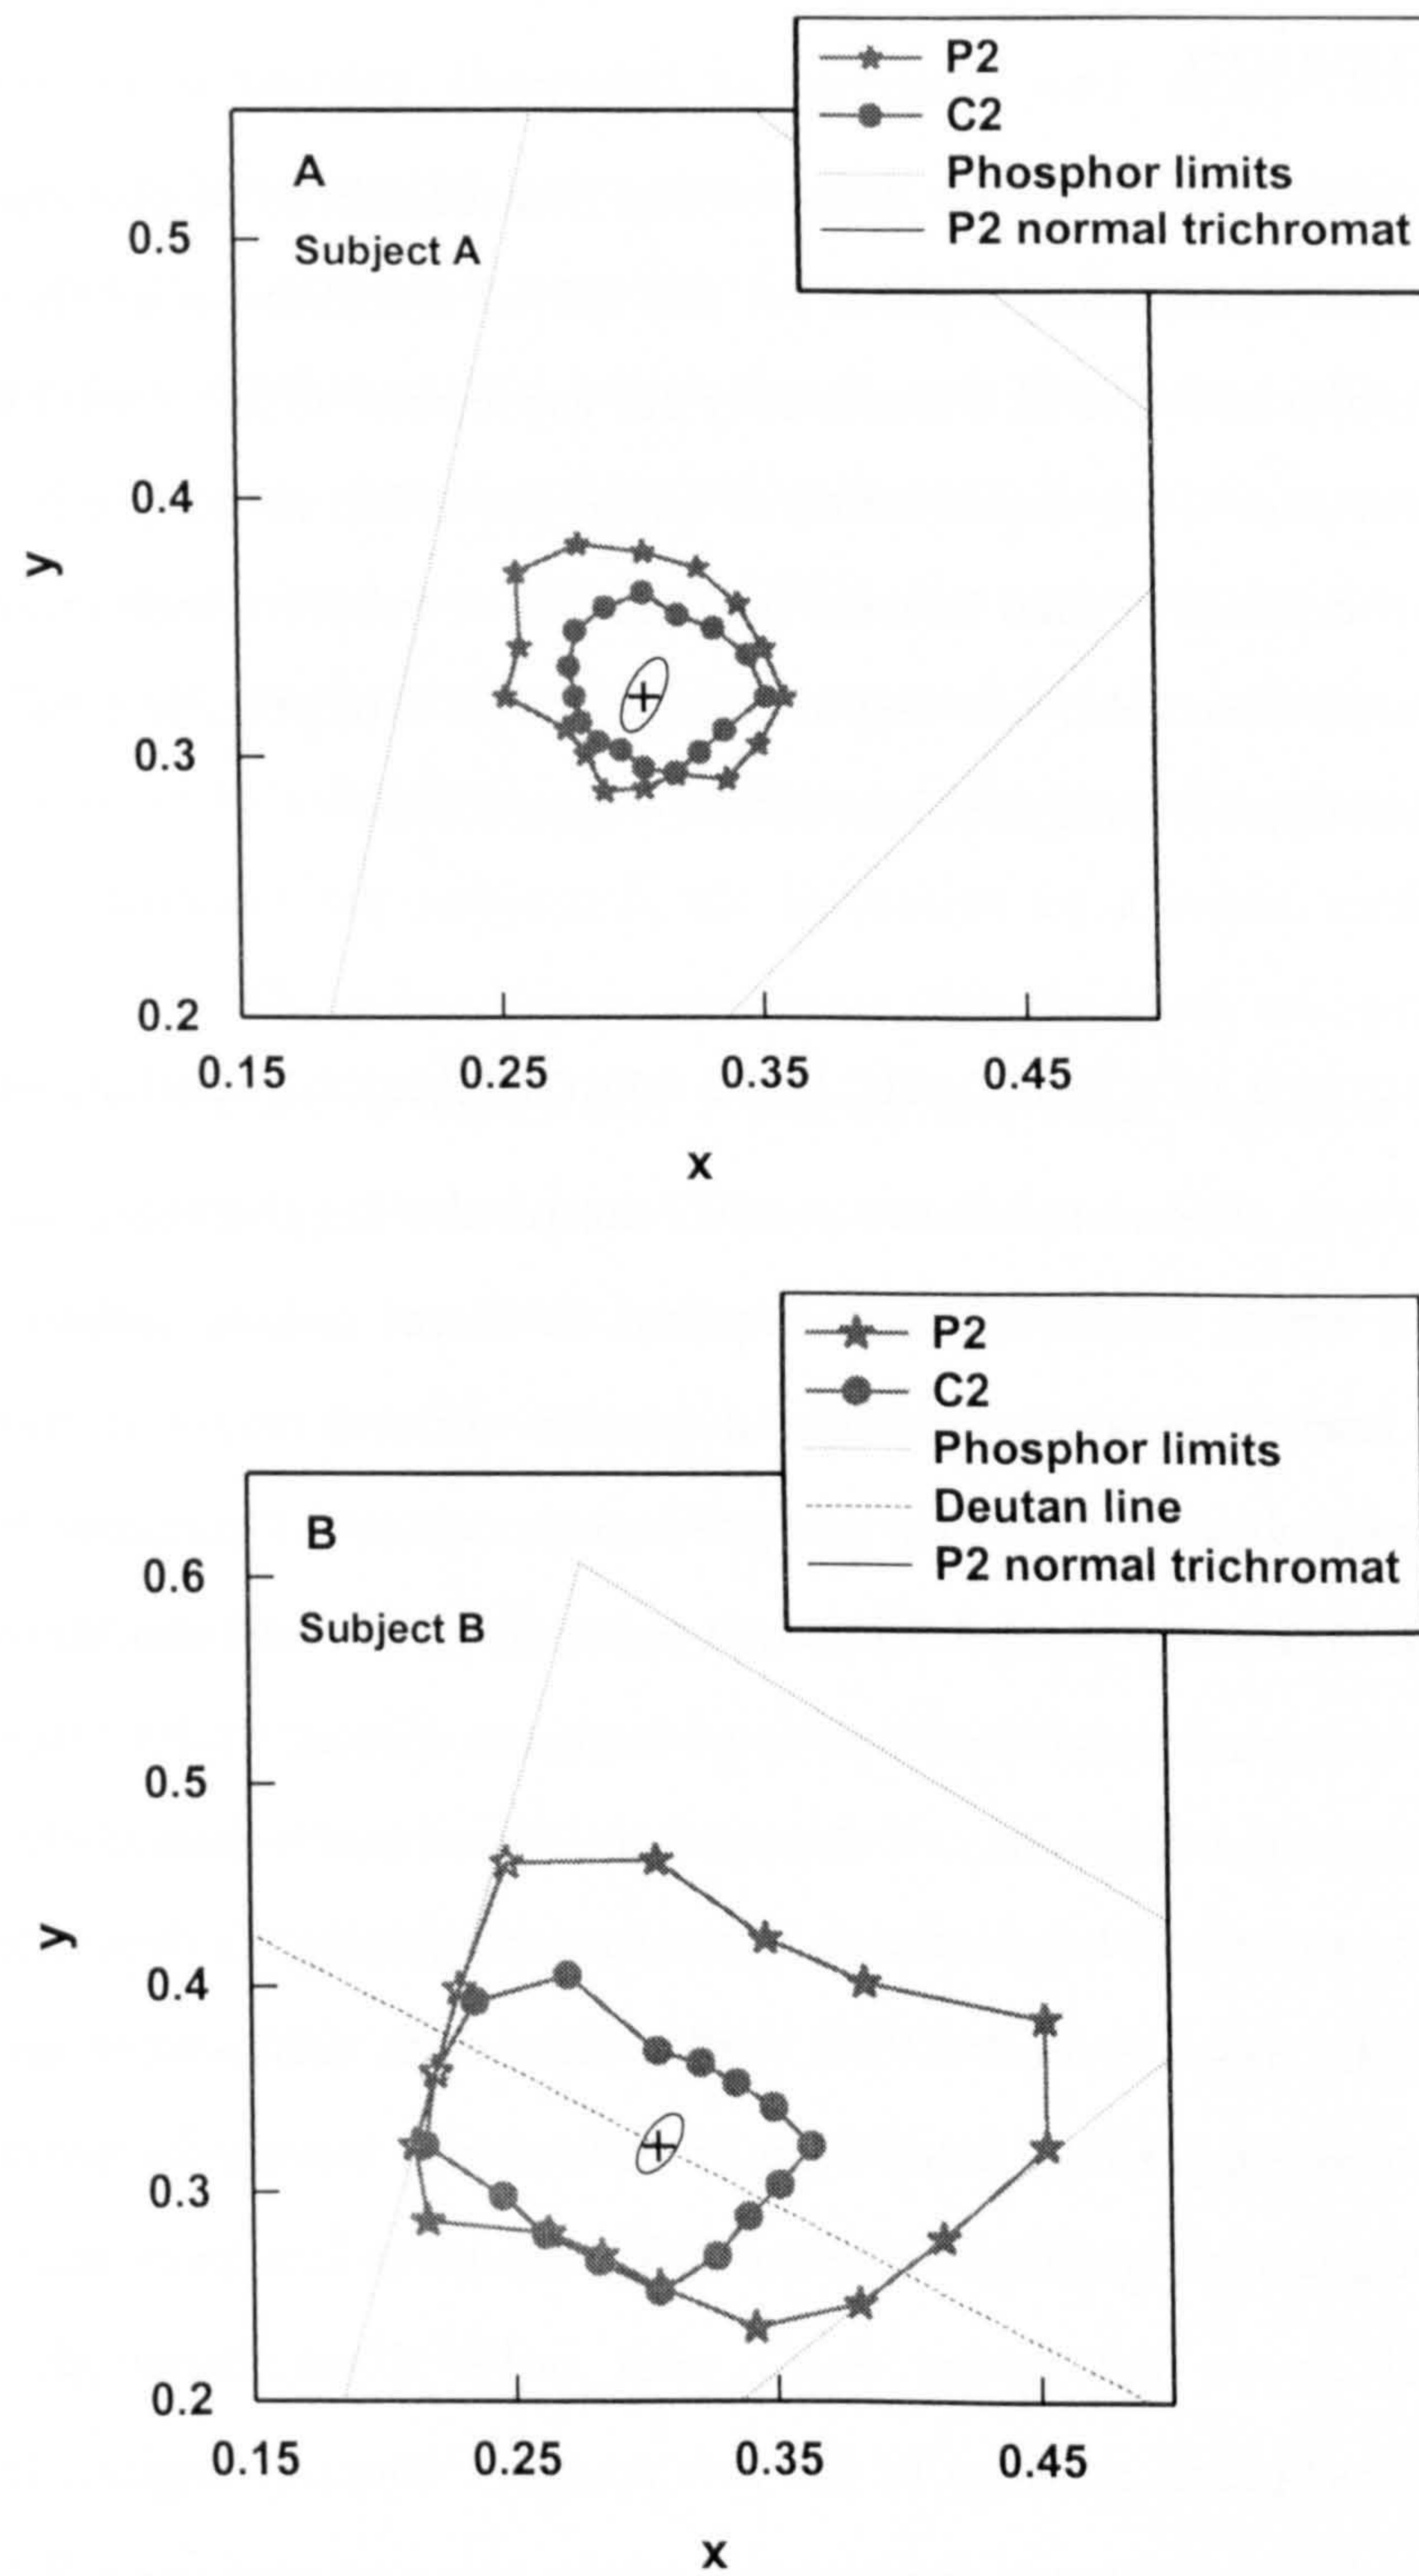 P2
C2
Phosphor limits
P2 normal trichromat
A
Subject A
0.5
0.4
0.3
0.2
y
0.15 0.25 0.35 0.45
x
P2
C2
Phosphor limits
Deutan line
P2 normal trichromat
B
Subject B
0.6
0.5
0.4
0.3
0.2
y
0.15 0.25 0.35 0.45
x